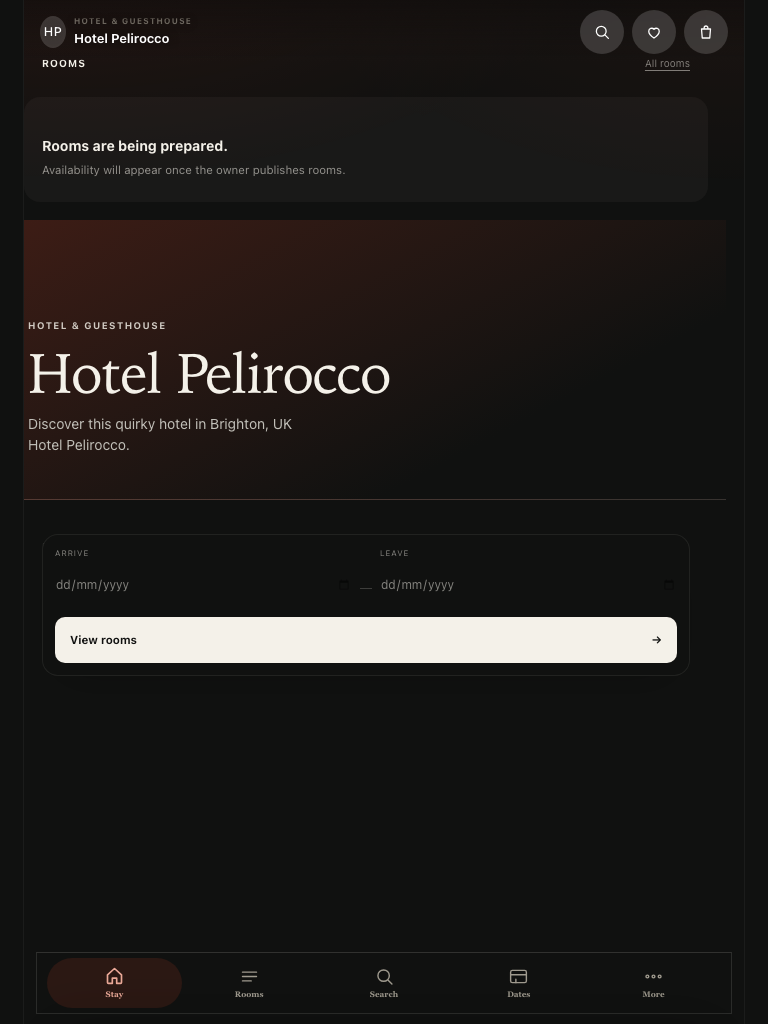 HP
HOTEL & GUESTHOUSE
Hotel Pelirocco
ROOMS
All rooms
Rooms are being prepared.
Availability will appear once the owner publishes rooms.
HOTEL & GUESTHOUSE
Hotel Pelirocco
Discover this quirky hotel in Brighton, UK
Hotel Pelirocco.
ARRIVE
LEAVE
dd/mm/yyyy
—
dd/mm/yyyy
View rooms
Stay
Rooms
Search
Dates
More